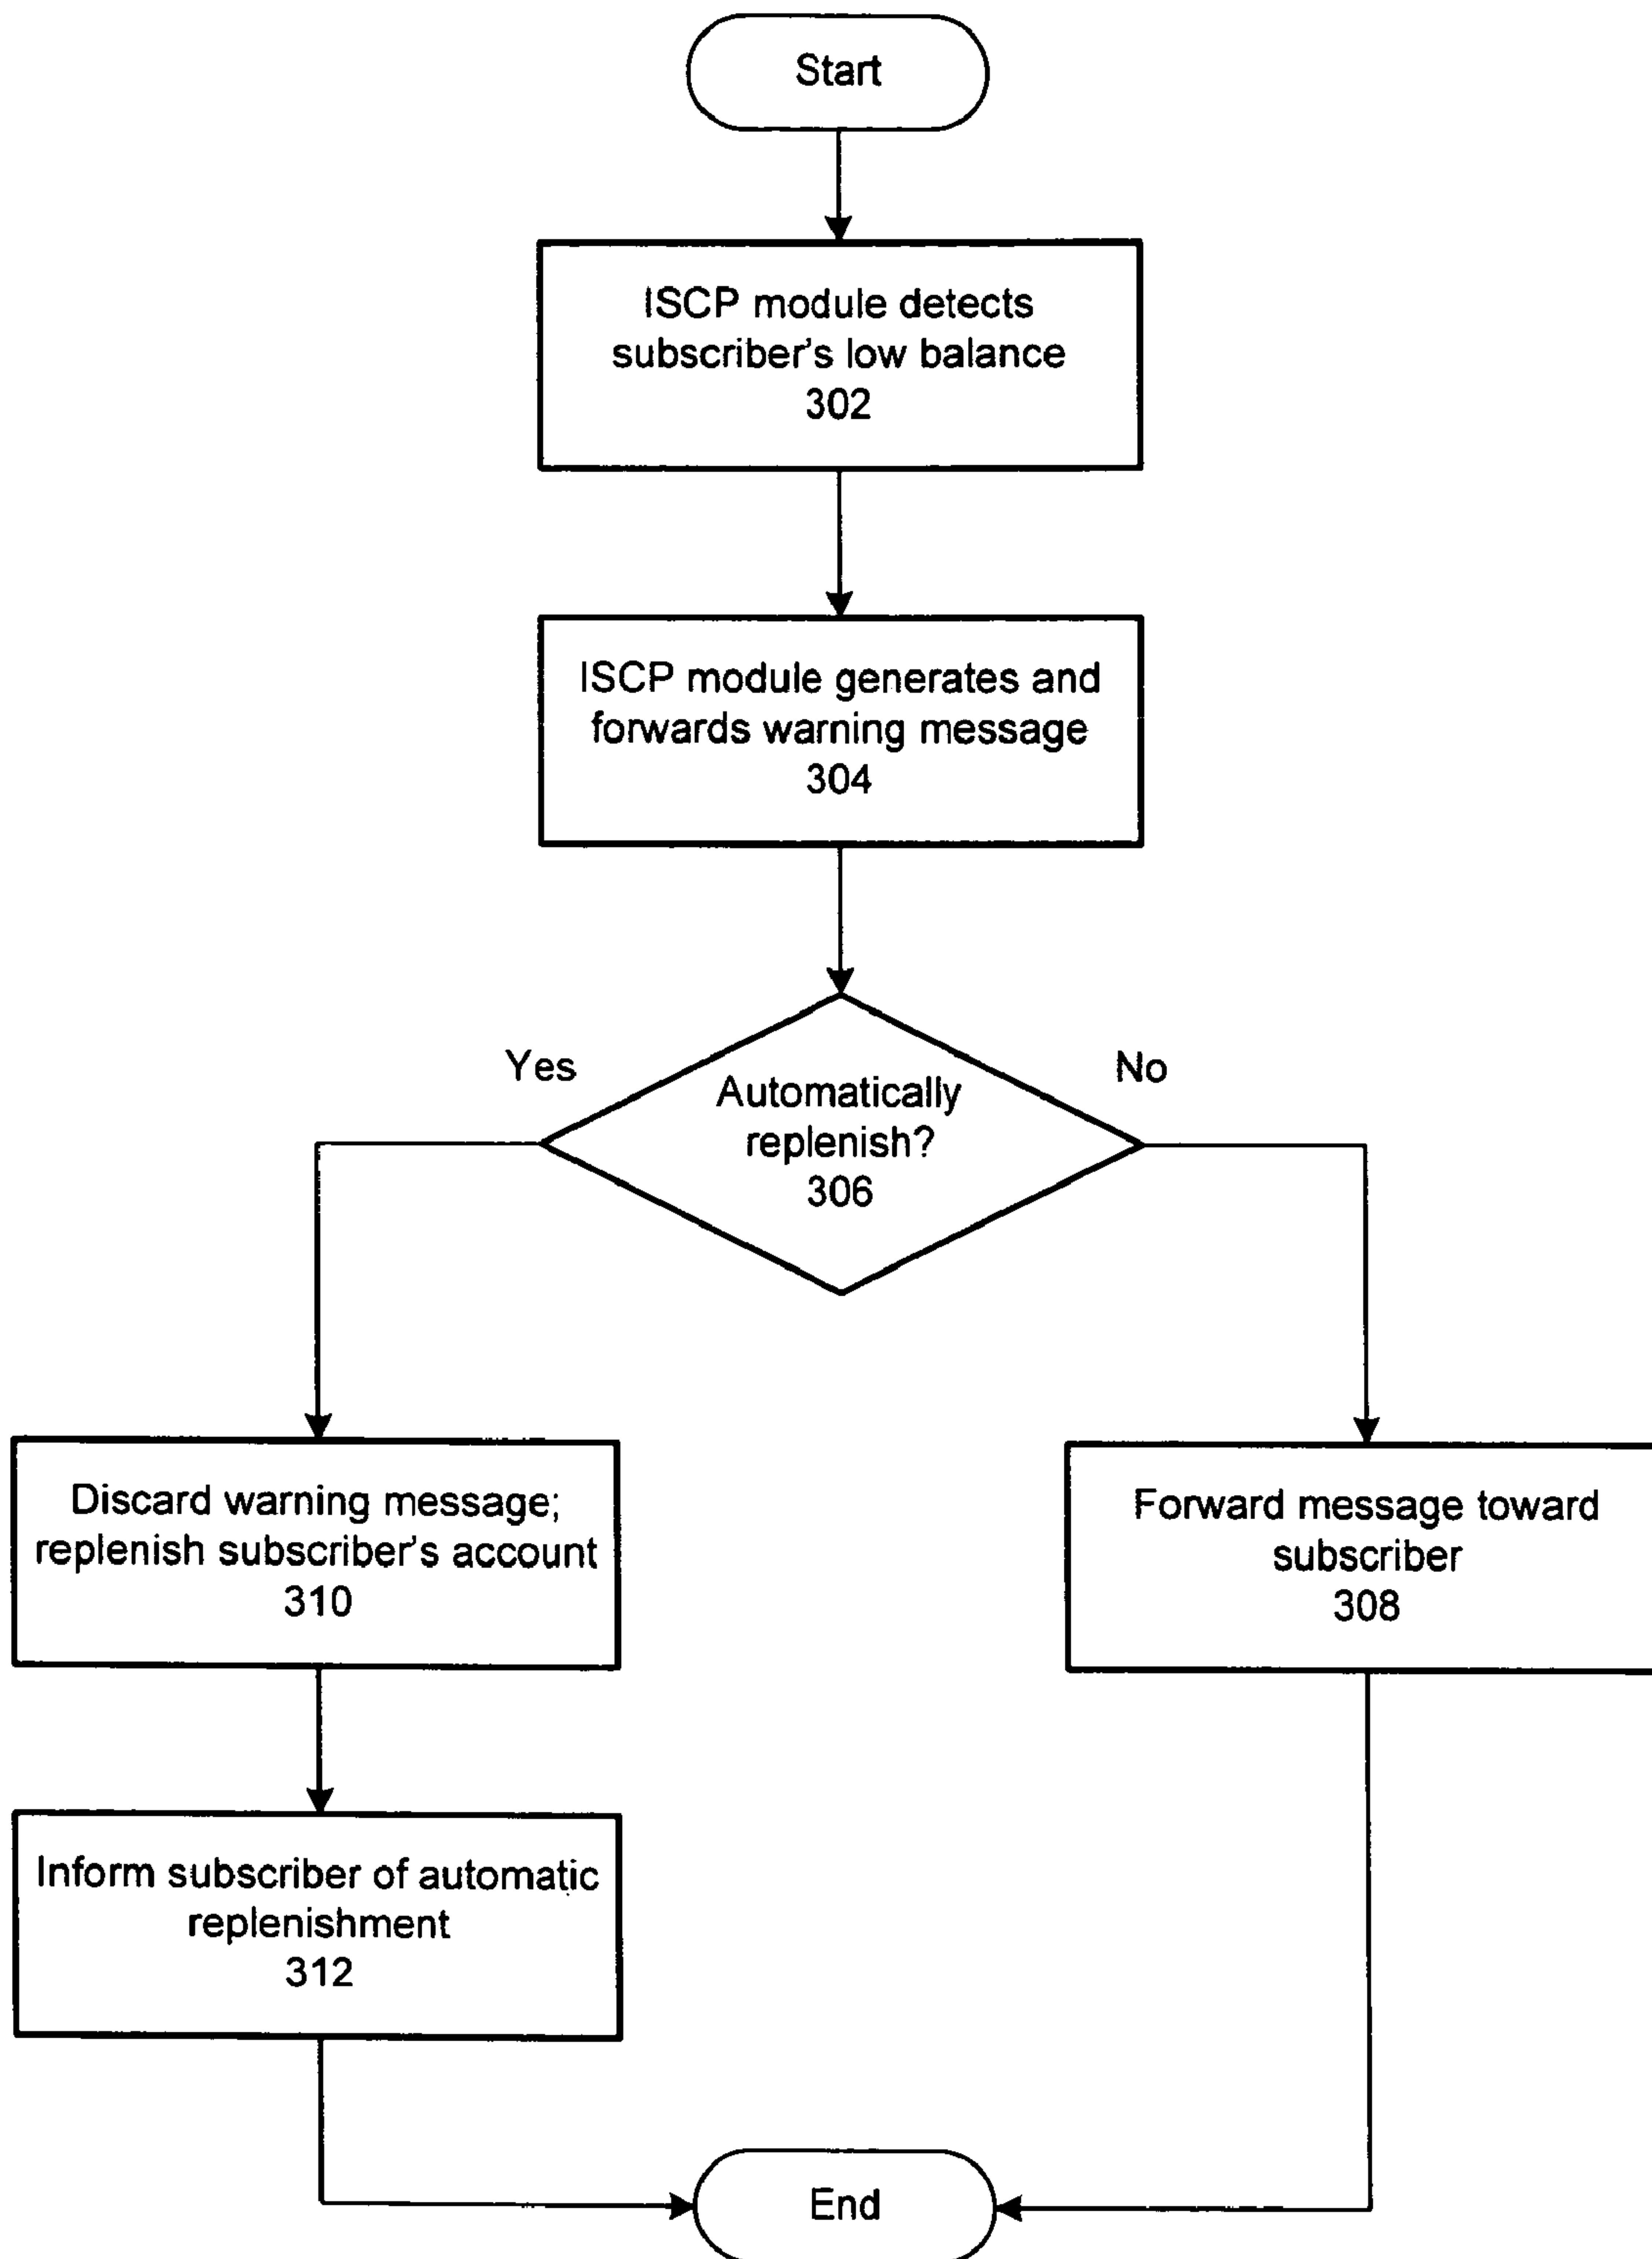 Start
ISCP module detects
subscriber's low balance
302
ISCP module generates and
forwards warning message
304
Yes
No
Automatically
replenish?
306
Discard warning message;
replenish subscriber's account
310
Forward message toward
subscriber
308
Inform subscriber of automatic
replenishment
312
End